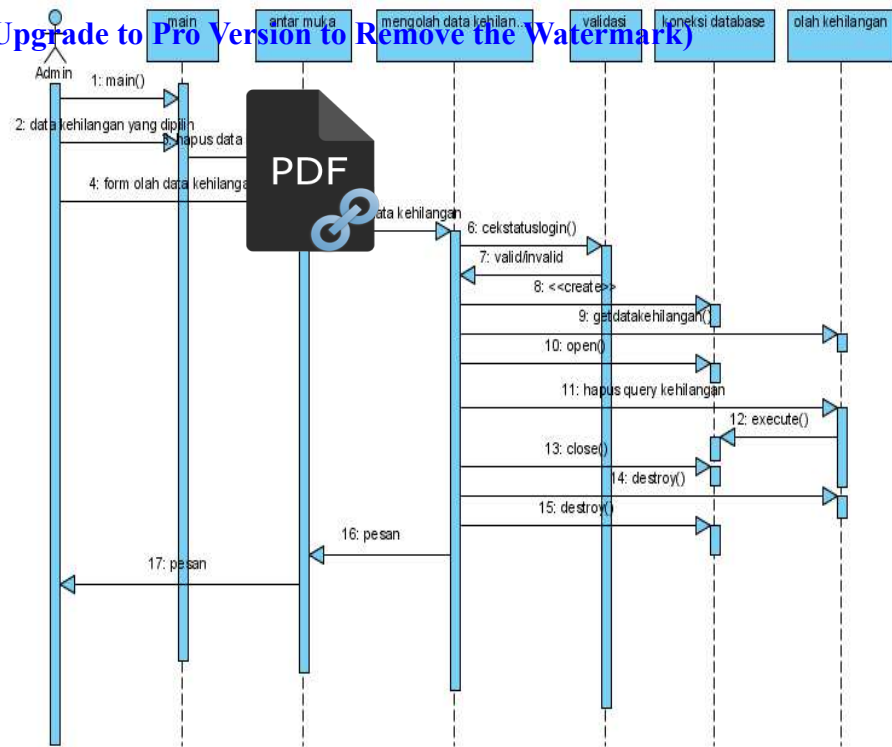 Upgrade to Pro Version to Remove the Watermark)
main
antar muka
mengolah data kehilan...
validasi
koneksi database
olah kehilangan
Admin
1: main()
2: data kehilangan yang dipilin
hapus data
PDF
4: form olah data kehilanga
ata kehilangan
6: cekstatuslogin()
7: valid/invalid
8: <<create>>
9: getdatakehilangan()
10: open()
11: hapus query kehilangan
12: execute()
13: close()
14: destroy()
15: destroy()
16: pesan
17: pesan